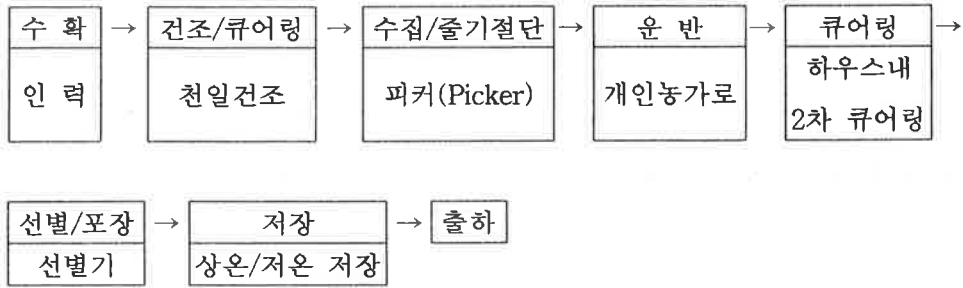 수 확 → 건조/큐어링 → 수집/줄기절단 → 운 반 → 큐어링 →
인 력 천일건조 피커(Picker) 개인농가로 하우스내
2차 큐어링
선별/포장 → 저장 → 출하
선별기 상온/저온 저장